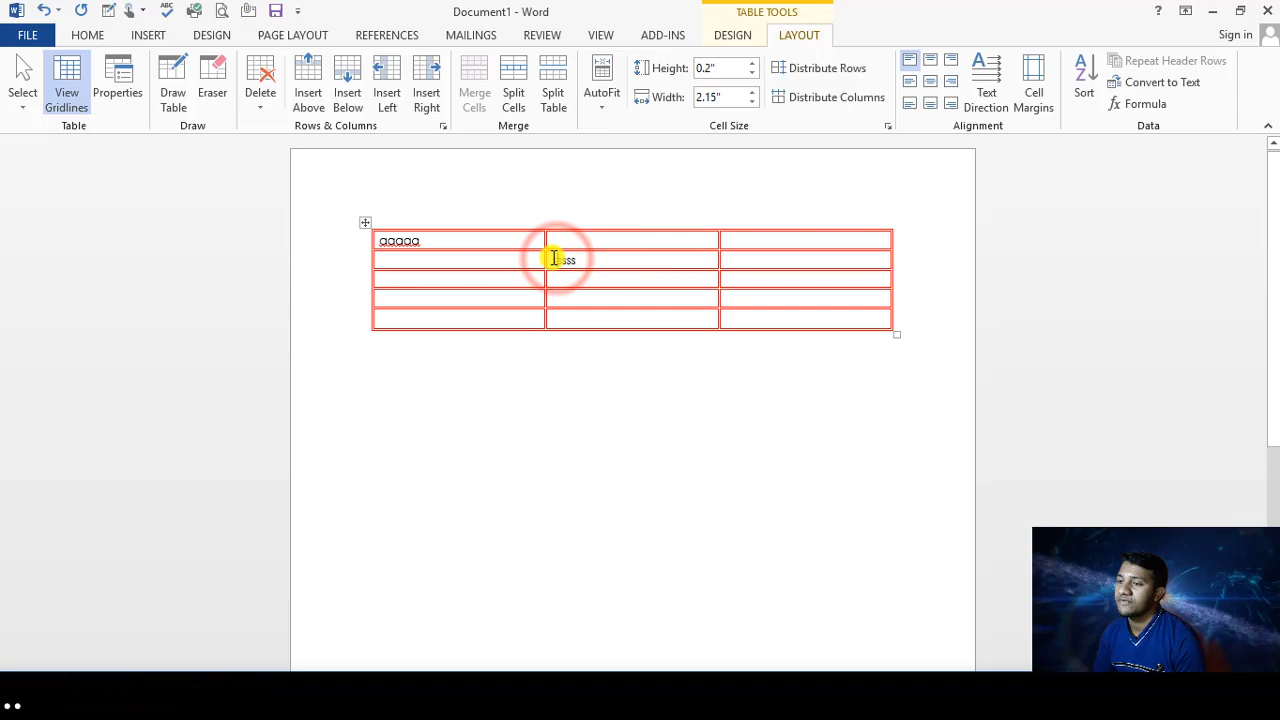 Document1 - Word
TABLE TOOLS
?
FILE
HOME
INSERT
DESIGN
PAGE LAYOUT
REFERENCES
MAILINGS
REVIEW
VIEW
ADD-INS
DESIGN
LAYOUT
Sign in
Select
View Gridlines
Properties
Draw Table
Eraser
Delete
Insert Above
Insert Below
Insert Left
Insert Right
Merge Cells
Split Cells
Split Table
AutoFit
Height: 0.2"
Width: 2.15"
Distribute Rows
Distribute Columns
Text Direction
Cell Margins
Sort
Repeat Header Rows
Convert to Text
Formula
Table
Draw
Rows & Columns
Merge
Cell Size
Alignment
Data
aaaaa